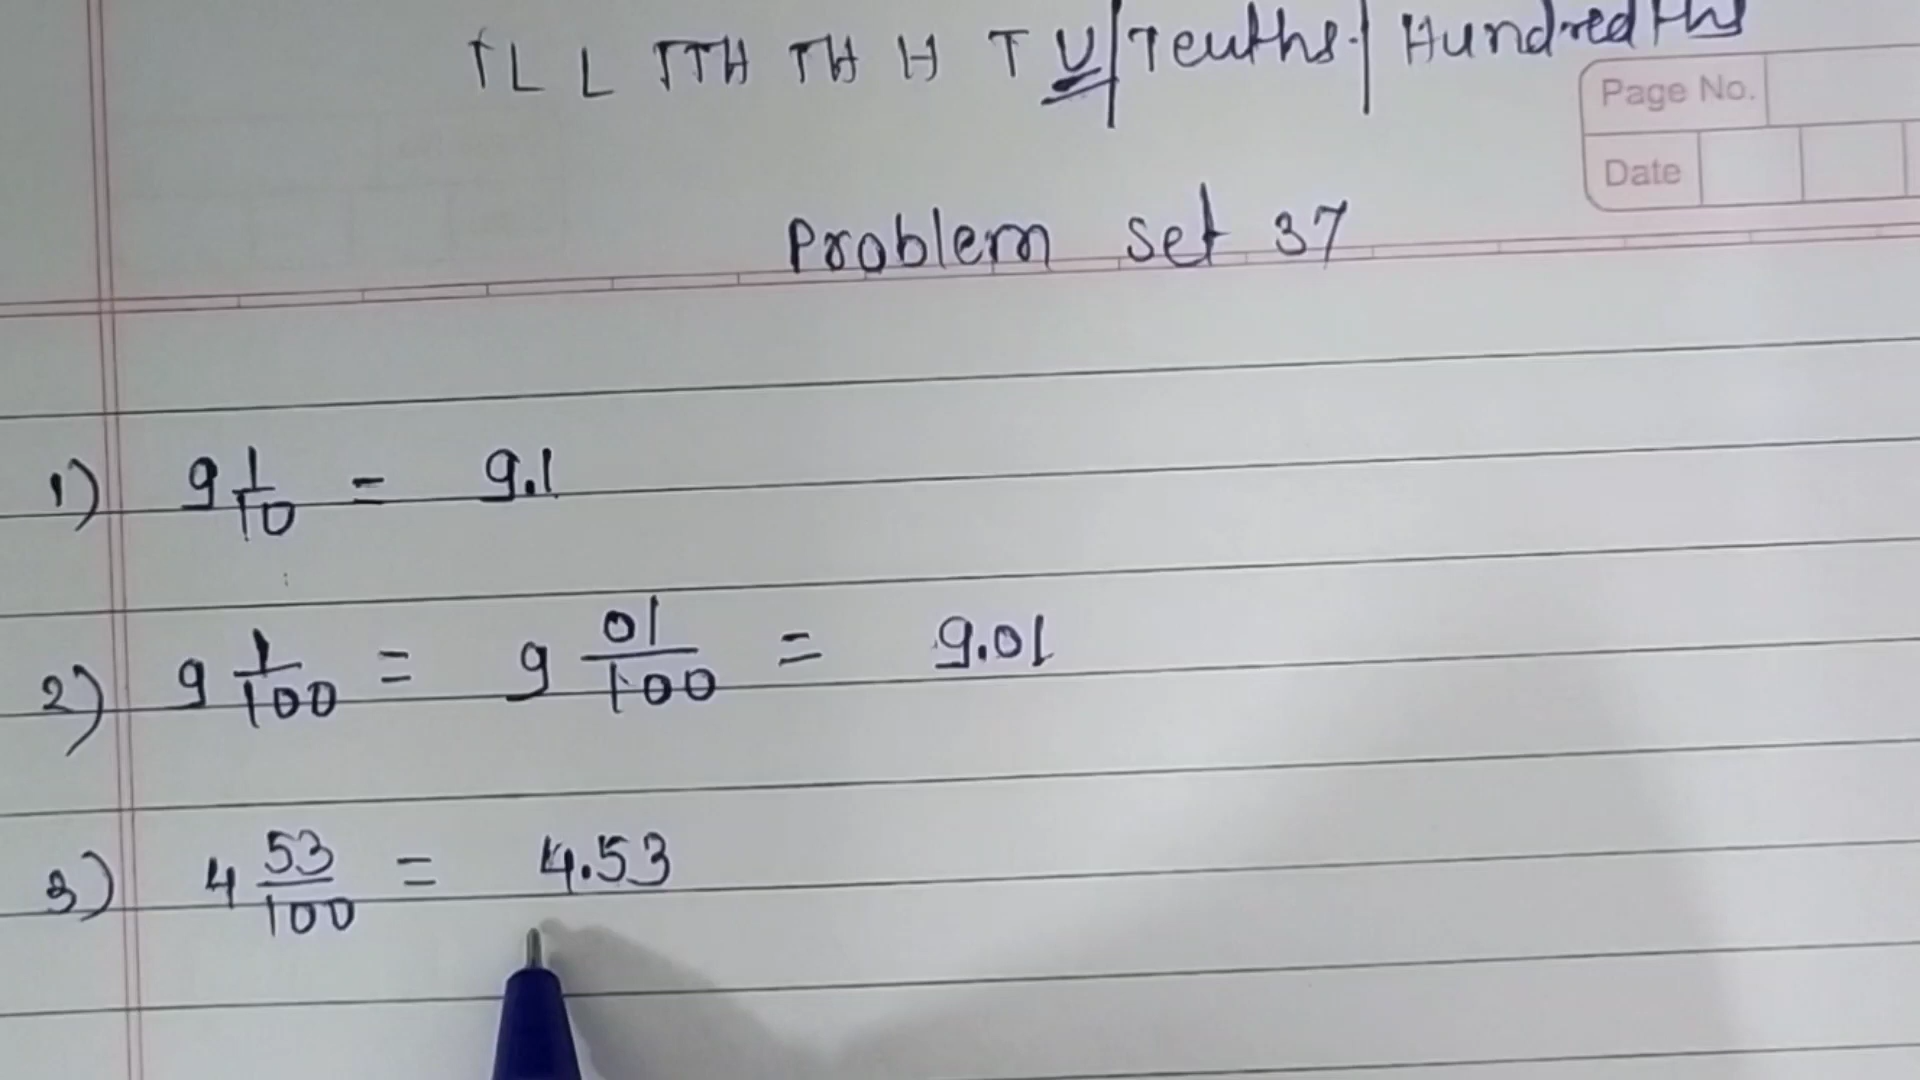 TL L TTH TH H T U/Tenths.| Hundredths
Page No.
Date
Problem set 37
1) 9 1/10 = 9.1
2) 9 1/100 = 9 01/100 = 9.01
3) 4 53/100 = 4.53